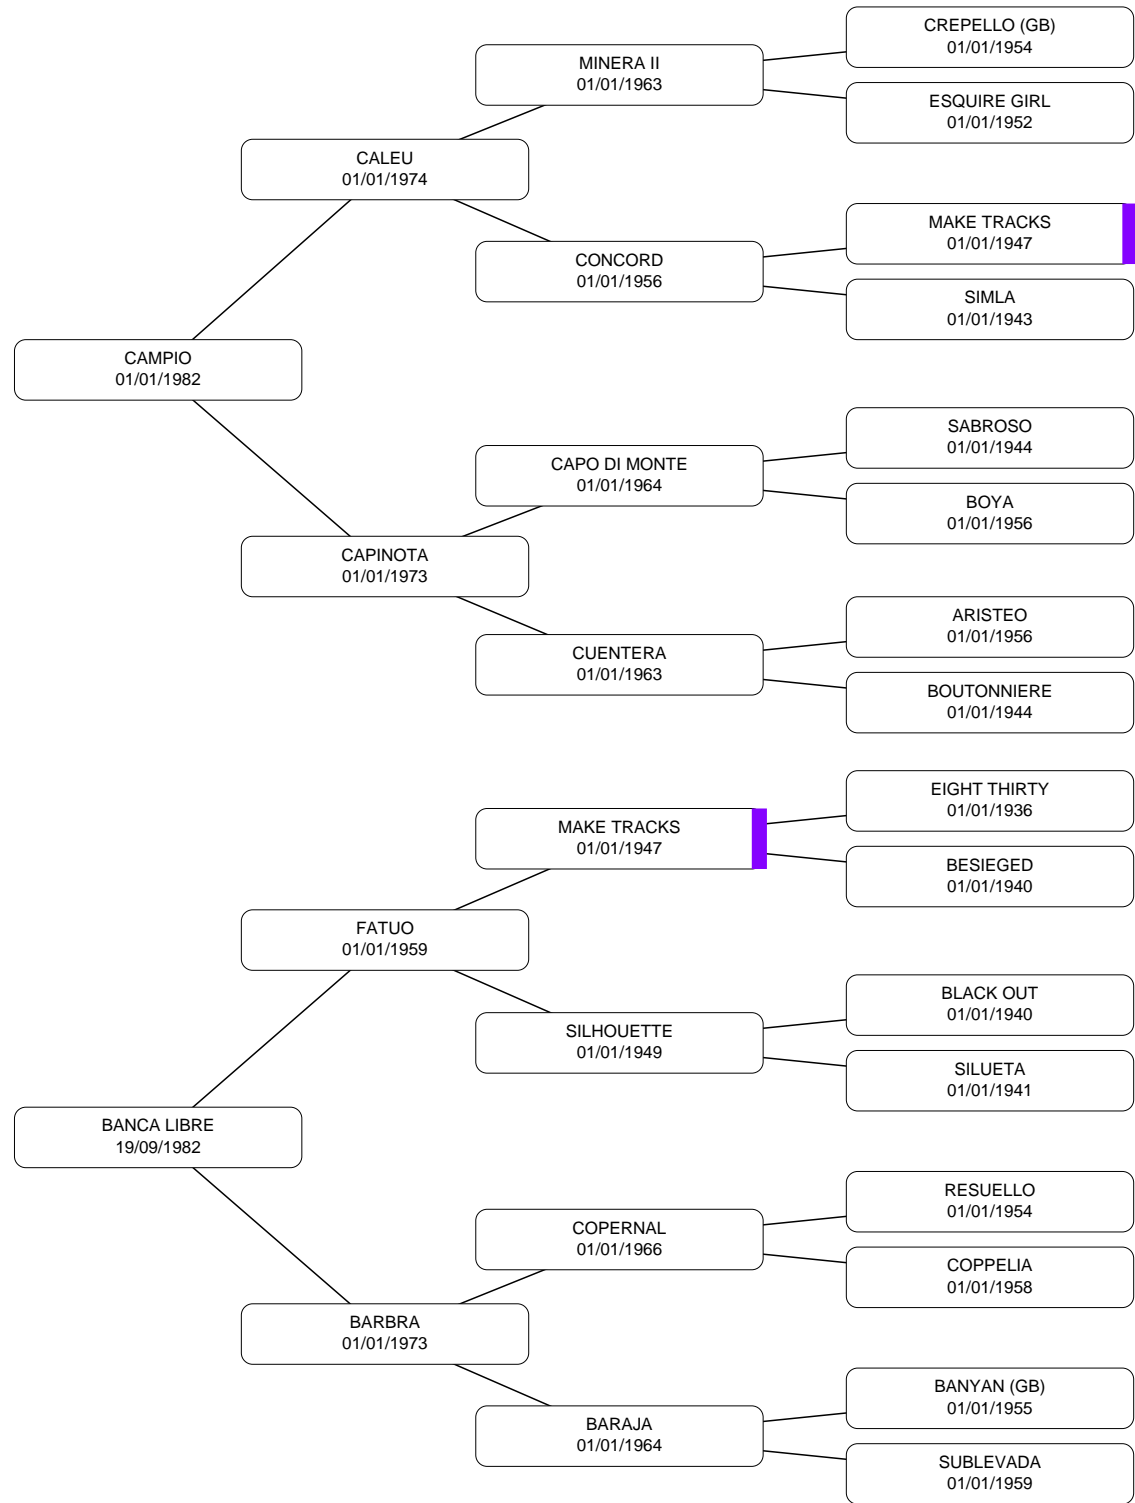 CREPELLO (GB)
01/01/1954
MINERA II
01/01/1963
ESQUIRE GIRL
01/01/1952
CALEU
01/01/1974
MAKE TRACKS
01/01/1947
CONCORD
01/01/1956
SIMLA
01/01/1943
CAMPIO
01/01/1982
SABROSO
01/01/1944
CAPO DI MONTE
01/01/1964
BOYA
01/01/1956
CAPINOTA
01/01/1973
ARISTEO
01/01/1956
CUENTERA
01/01/1963
BOUTONNIERE
01/01/1944
EIGHT THIRTY
01/01/1936
MAKE TRACKS
01/01/1947
BESIEGED
01/01/1940
FATUO
01/01/1959
BLACK OUT
01/01/1940
SILHOUETTE
01/01/1949
SILUETA
01/01/1941
BANCA LIBRE
19/09/1982
RESUELLO
01/01/1954
COPERNAL
01/01/1966
COPPELIA
01/01/1958
BARBRA
01/01/1973
BANYAN (GB)
01/01/1955
BARAJA
01/01/1964
SUBLEVADA
01/01/1959